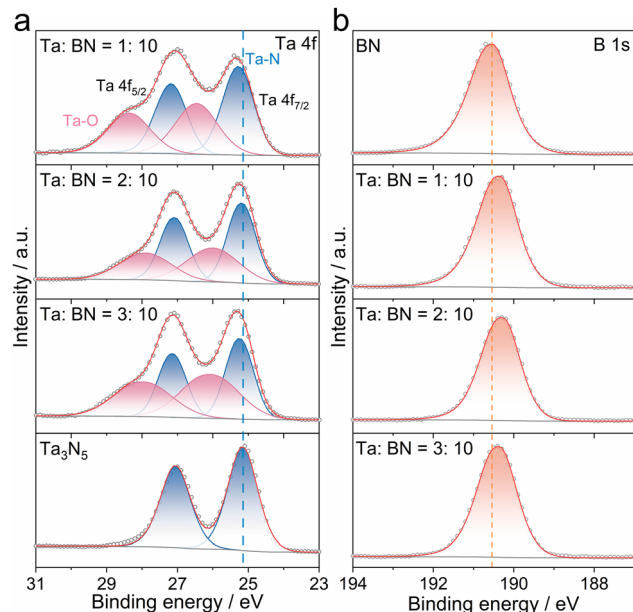 a
Ta: BN = 1: 10
Ta 4f
Ta-N
Ta 4f5/2
Ta 4f7/2
Ta-O
Ta: BN = 2: 10
Ta: BN = 3: 10
Ta3N5
Intensity / a.u.
31 29 27 25 23
Binding energy / eV
b
BN
B 1s
Ta: BN = 1: 10
Ta: BN = 2: 10
Ta: BN = 3: 10
Intensity / a.u.
194 192 190 188
Binding energy / eV